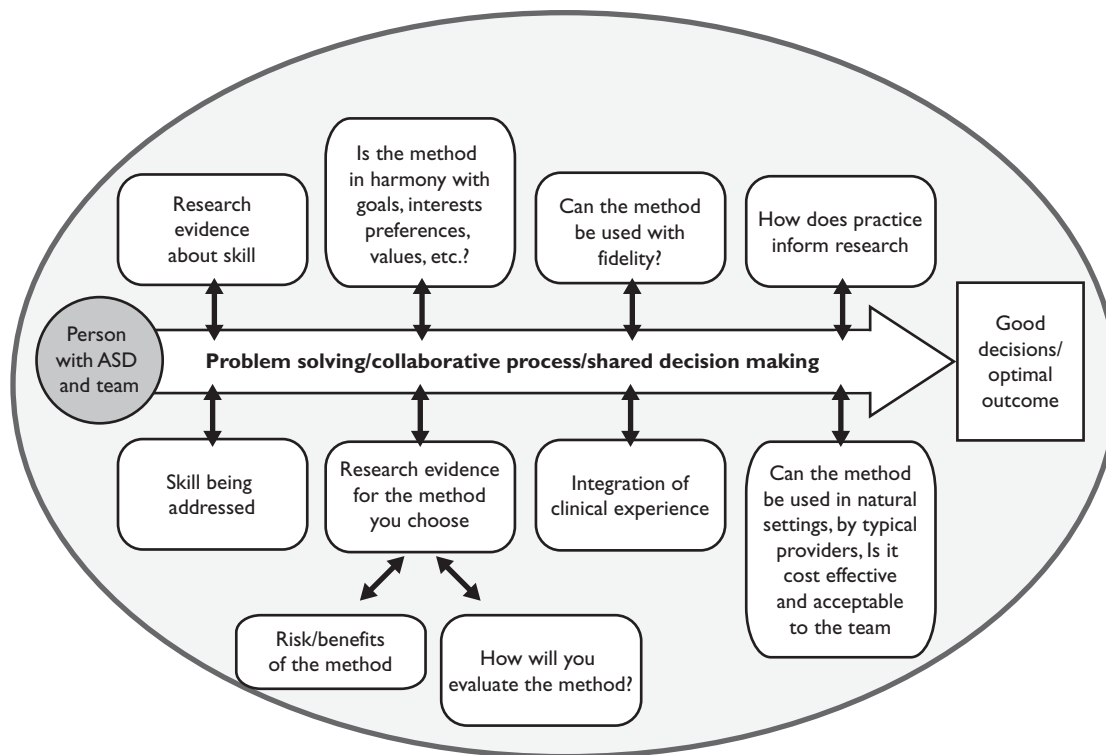 Research
evidence
about skill
Is the method
in harmony with
goals, interests
preferences,
values, etc.?
Can the method
be used with
fidelity?
How does practice
inform research
Person
with ASD
and team
Problem solving/collaborative process/shared decision making
Good
decisions/
optimal
outcome
Skill being
addressed
Research evidence
for the method
you choose
Integration of
clinical experience
Can the method
be used in natural
settings, by typical
providers, Is it
cost effective
and acceptable
to the team
Risk/benefits
of the method
How will you
evaluate the method?